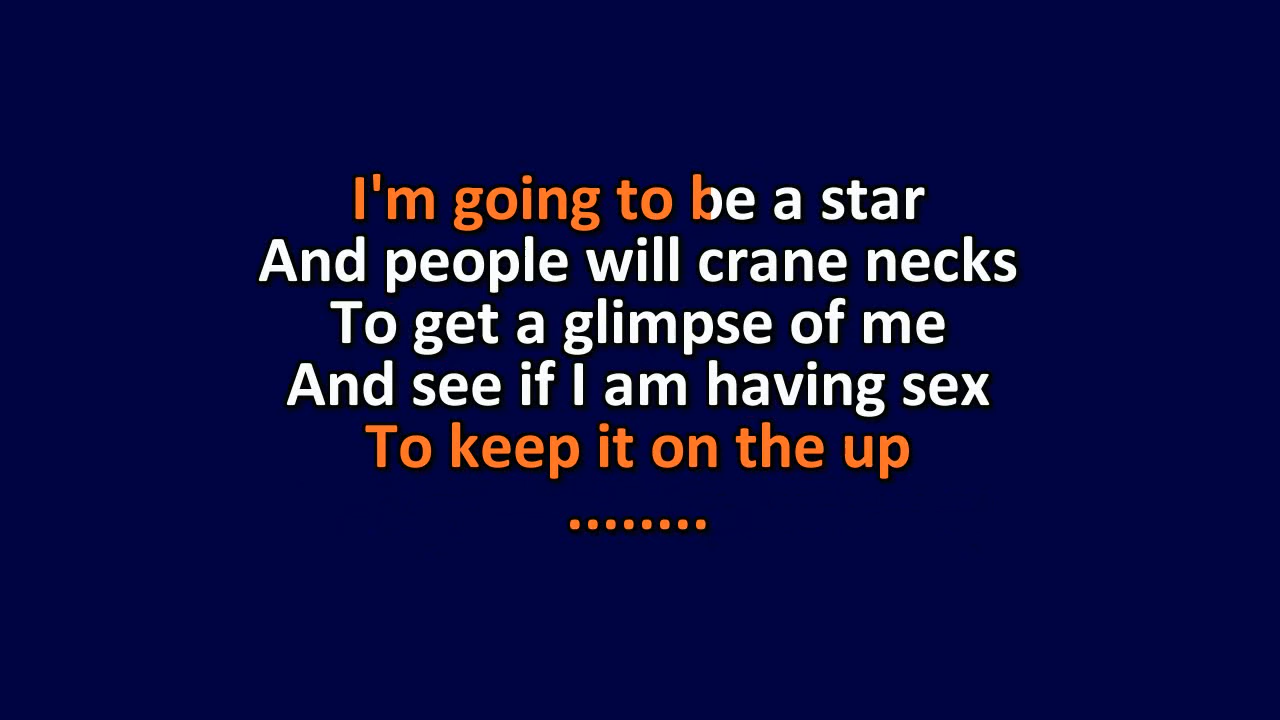 I'm going to be a star
And people will crane necks
To get a glimpse of me
And see if I am having sex
To keep it on the up
........